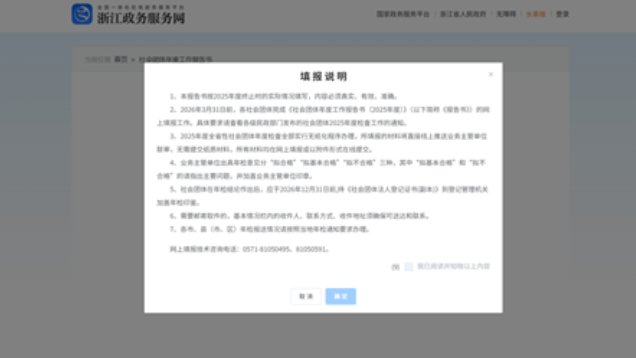 全国一体化在线政务服务平台
浙江政务服务网
国家政务服务平台 | 浙江省人民政府 | 无障碍 | 长辈版 | 登录
首页 > 社会团体年度工作报告书
填报说明
×
1、本报告书按2025年度终止时的实际情况填写，内容必须真实、有效、准确。
2、2026年3月31日前，各社会团体完成《社会团体年度工作报告书（2025年度）》（以下简称《报告书》）的网
上填报工作。具体要求请查看各级民政部门发布的社会团体2025年度检查工作的通知。
3、2025年度全省性社会团体年度检查全部实行无纸化程序办理。所填报的材料将直接线上推送业务主管单位
联审，无需提交纸质材料，所有材料均在网上填报或以附件形式在线提交。
4、业务主管单位出具年检意见分“拟合格”“拟基本合格”“拟不合格”三种。其中“拟基本合格”和“拟不
合格”的请指出主要问题，并加盖业务主管单位印章。
5、社会团体在年检结论作出后，应于2026年12月31日前,持《社会团体法人登记证书(副本)》到登记管理机关
加盖年检印鉴。
6、需要邮寄取件的，基本情况栏内的收件人、联系方式、收件地址须确保可送达和联系。
7、各市、县（市、区）年检报送情况请按照当地年检通知要求办理。
网上填报技术咨询电话：0571-81050495、81050591。
(9) 我已阅读并知晓以上内容
取消 确定